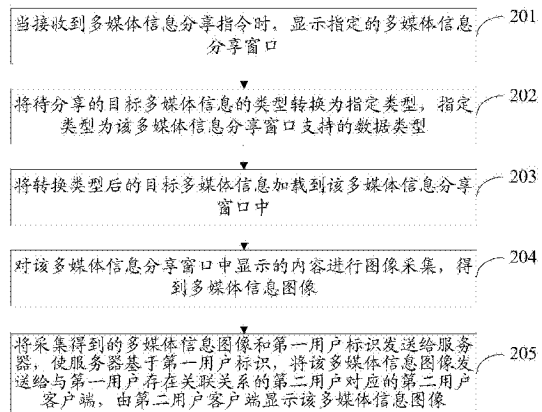 当接收到多媒体信息分享指令时，显示指定的多媒体信息
分享窗口
201
将待分享的目标多媒体信息的类型转换为指定类型，指定
类型为该多媒体信息分享窗口支持的数据类型
202
将转换类型后的目标多媒体信息加载到该多媒体信息分享
窗口中
203
对该多媒体信息分享窗口中显示的内容进行图像采集，得
到多媒体信息图像
204
将采集得到的多媒体信息图像和第一用户标识发送给服务
器，使服务器基于第一用户标识，将该多媒体信息图像发
送给与第一用户存在关联关系的第二用户对应的第二用户
客户端，由第二用户客户端显示该多媒体信息图像
205